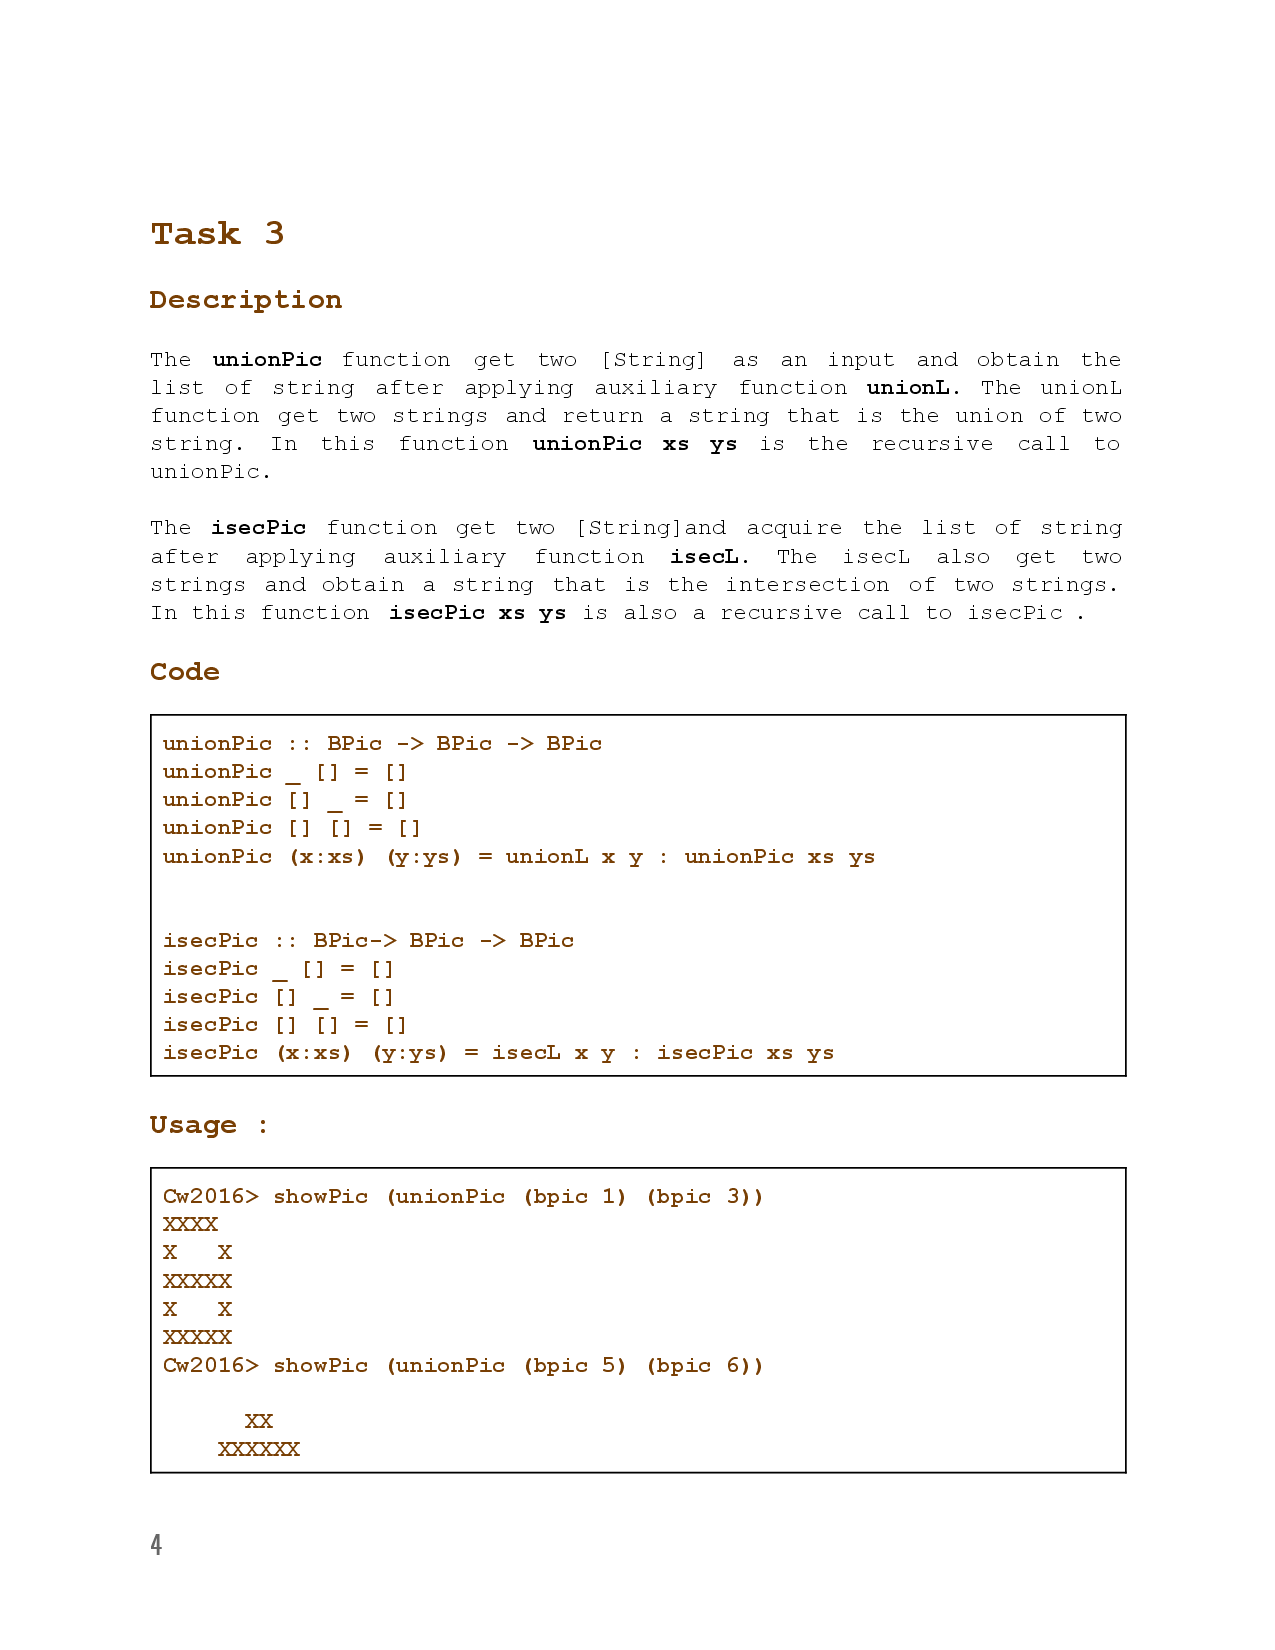 Task 3
Description
The unionPic function get two [String] as an input and obtain the
list of string after applying auxiliary function unionL. The unionL
function get two strings and return a string that is the union of two
string. In this function unionPic xs ys is the recursive call to
unionPic.
The isecPic function get two [String]and acquire the list of string
after applying auxiliary function isecL. The isecL also get two
strings and obtain a string that is the intersection of two strings.
In this function isecPic xs ys is also a recursive call to isecPic .
Code
unionPic :: BPic -> BPic -> BPic
unionPic _ [] = []
unionPic [] _ = []
unionPic [] [] = []
unionPic (x:xs) (y:ys) = unionL x y : unionPic xs ys
isecPic :: BPic-> BPic -> BPic
isecPic _ [] = []
isecPic [] _ = []
isecPic [] [] = []
isecPic (x:xs) (y:ys) = isecL x y : isecPic xs ys
Usage :
Cw2016> showPic (unionPic (bpic 1) (bpic 3))
XXXX
X   X
XXXXX
X   X
XXXXX
Cw2016> showPic (unionPic (bpic 5) (bpic 6))
      XX
    XXXXXX
4